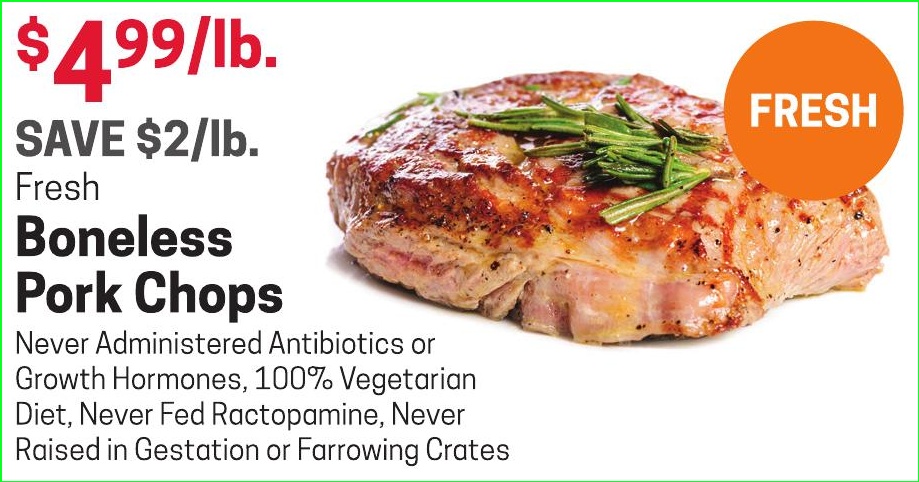 $4.99/lb.
SAVE $2/lb.
Fresh
Boneless
Pork Chops
Never Administered Antibiotics or
Growth Hormones, 100% Vegetarian
Diet, Never Fed Ractopamine, Never
Raised in Gestation or Farrowing Crates
FRESH